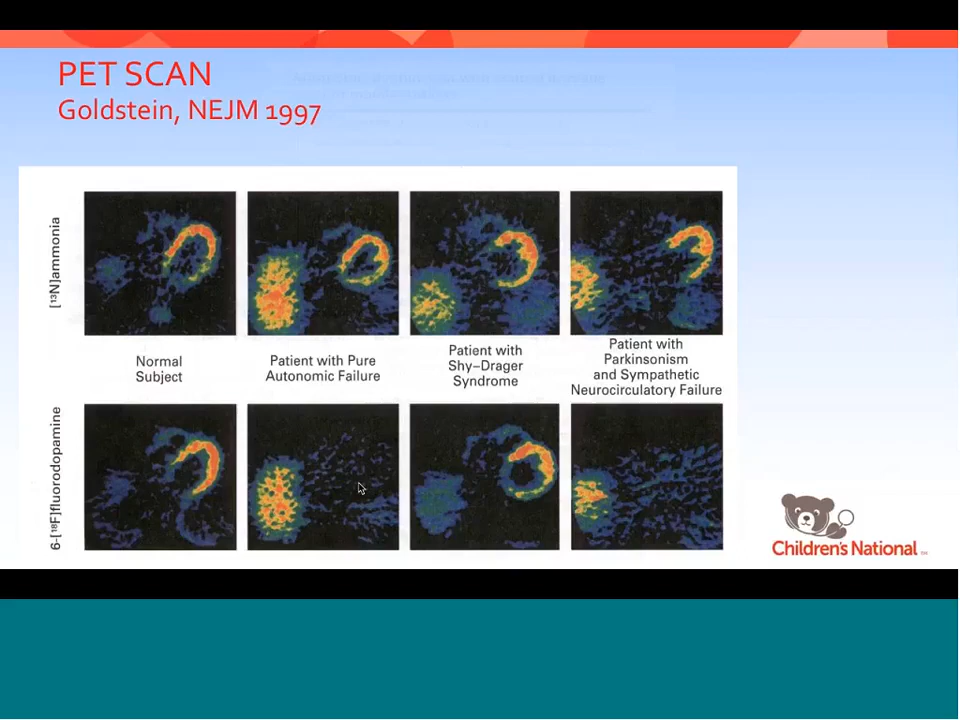 PET SCAN
Goldstein, NEJM 1997
[¹³N]ammonia
Normal
Subject
Patient with Pure
Autonomic Failure
Patient with
Shy–Drager
Syndrome
Patient with
Parkinsonism
and Sympathetic
Neurocirculatory Failure
6-[¹⁸F]fluorodopamine
Children's National ™